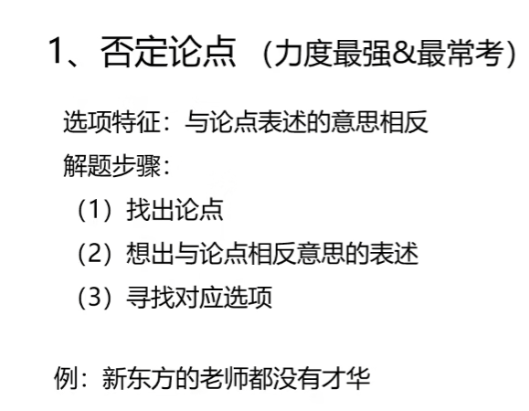 1、否定论点（力度最强&最常考）
选项特征：与论点表述的意思相反
解题步骤：
（1）找出论点
（2）想出与论点相反意思的表述
（3）寻找对应选项
例：新东方的老师都没有才华